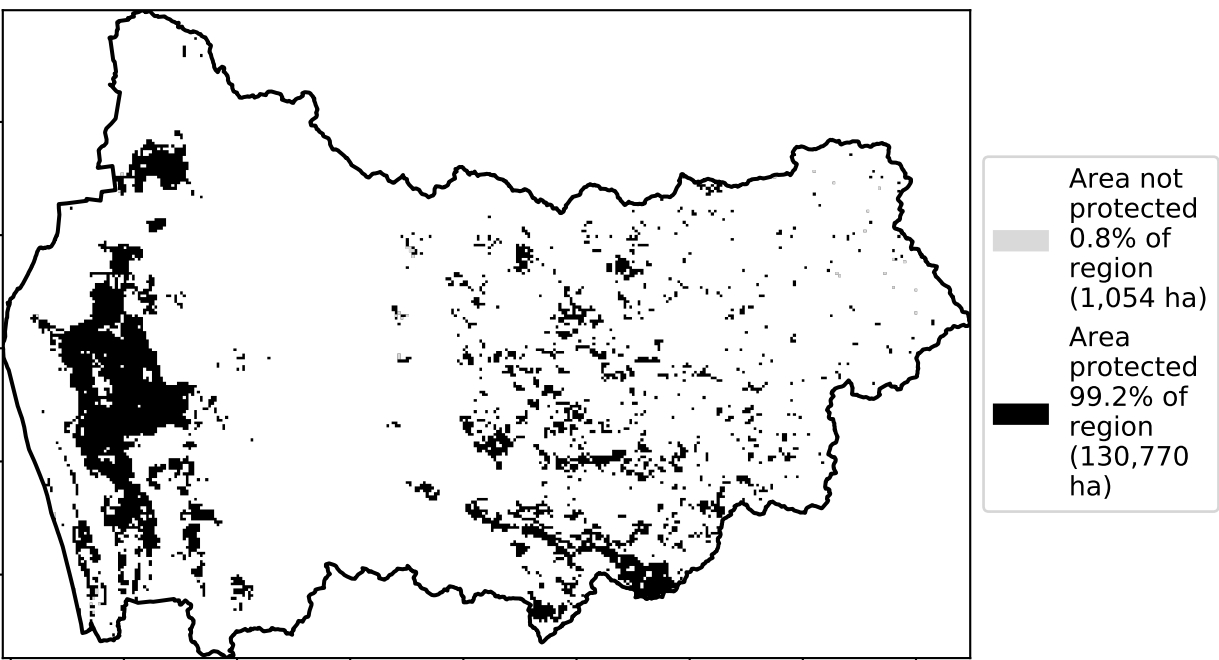 Area not
protected
0.8% of
region
(1,054 ha)
Area
protected
99.2% of
region
(130,770
ha)